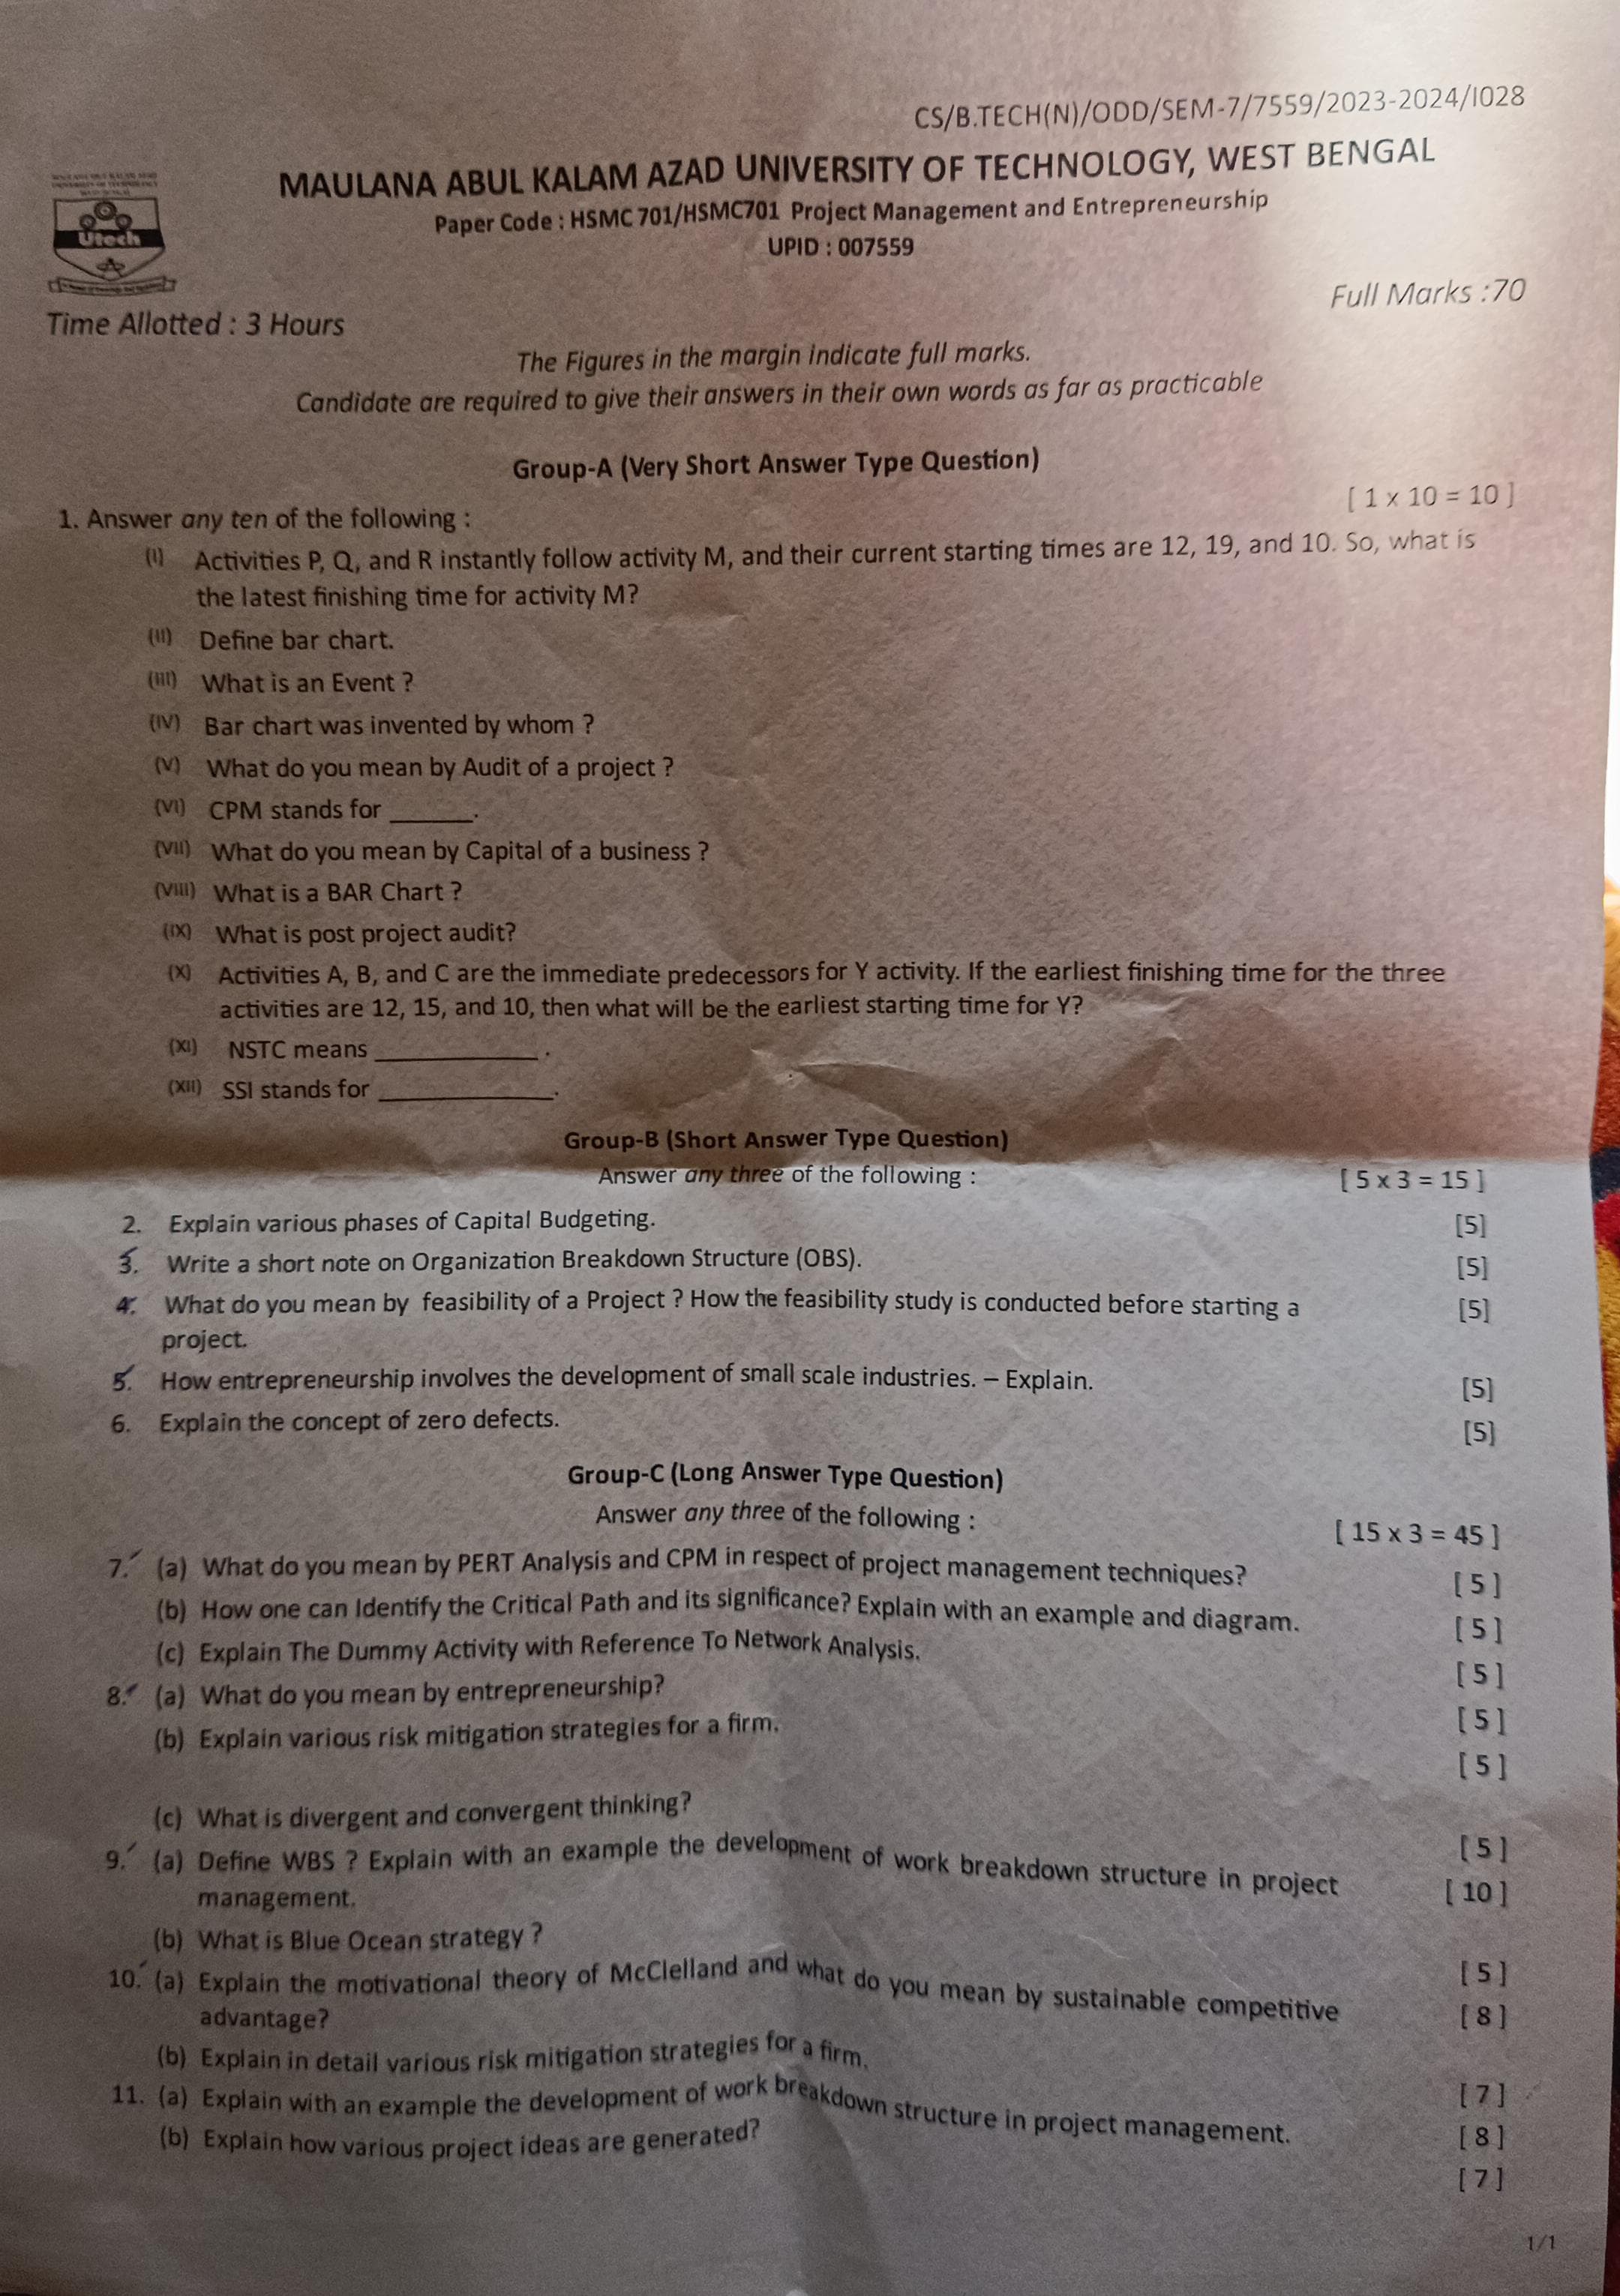 CS/B.TECH(N)/ODD/SEM-7/7559/2023-2024/I028
MAULANA ABUL KALAM AZAD UNIVERSITY OF TECHNOLOGY, WEST BENGAL
Paper Code : HSMC 701/HSMC701 Project Management and Entrepreneurship
UPID : 007559
Utech
Time Allotted : 3 Hours
Full Marks :70
The Figures in the margin indicate full marks.
Candidate are required to give their answers in their own words as far as practicable
Group-A (Very Short Answer Type Question)
1. Answer any ten of the following :
[ 1 x 10 = 10 ]
(I) Activities P, Q, and R instantly follow activity M, and their current starting times are 12, 19, and 10. So, what is
the latest finishing time for activity M?
(II) Define bar chart.
(III) What is an Event ?
(IV) Bar chart was invented by whom ?
(V) What do you mean by Audit of a project ?
(VI) CPM stands for ______.
(VII) What do you mean by Capital of a business ?
(VIII) What is a BAR Chart ?
(IX) What is post project audit?
(X) Activities A, B, and C are the immediate predecessors for Y activity. If the earliest finishing time for the three
activities are 12, 15, and 10, then what will be the earliest starting time for Y?
(XI) NSTC means ____________ .
(XII) SSI stands for _____________.
Group-B (Short Answer Type Question)
Answer any three of the following :
[ 5 x 3 = 15 ]
2. Explain various phases of Capital Budgeting. [5]
3. Write a short note on Organization Breakdown Structure (OBS). [5]
4. What do you mean by feasibility of a Project ? How the feasibility study is conducted before starting a [5]
project.
5. How entrepreneurship involves the development of small scale industries. – Explain. [5]
6. Explain the concept of zero defects. [5]
Group-C (Long Answer Type Question)
Answer any three of the following :
[ 15 x 3 = 45 ]
7. (a) What do you mean by PERT Analysis and CPM in respect of project management techniques? [ 5 ]
(b) How one can Identify the Critical Path and its significance? Explain with an example and diagram. [ 5 ]
(c) Explain The Dummy Activity with Reference To Network Analysis. [ 5 ]
8. (a) What do you mean by entrepreneurship? [ 5 ]
(b) Explain various risk mitigation strategies for a firm. [ 5 ]
(c) What is divergent and convergent thinking? [ 5 ]
9. (a) Define WBS ? Explain with an example the development of work breakdown structure in project [ 10 ]
management.
(b) What is Blue Ocean strategy ? [ 5 ]
10. (a) Explain the motivational theory of McClelland and what do you mean by sustainable competitive [ 8 ]
advantage?
(b) Explain in detail various risk mitigation strategies for a firm. [ 7 ]
11. (a) Explain with an example the development of work breakdown structure in project management. [ 8 ]
(b) Explain how various project ideas are generated? [ 7 ]
1/1